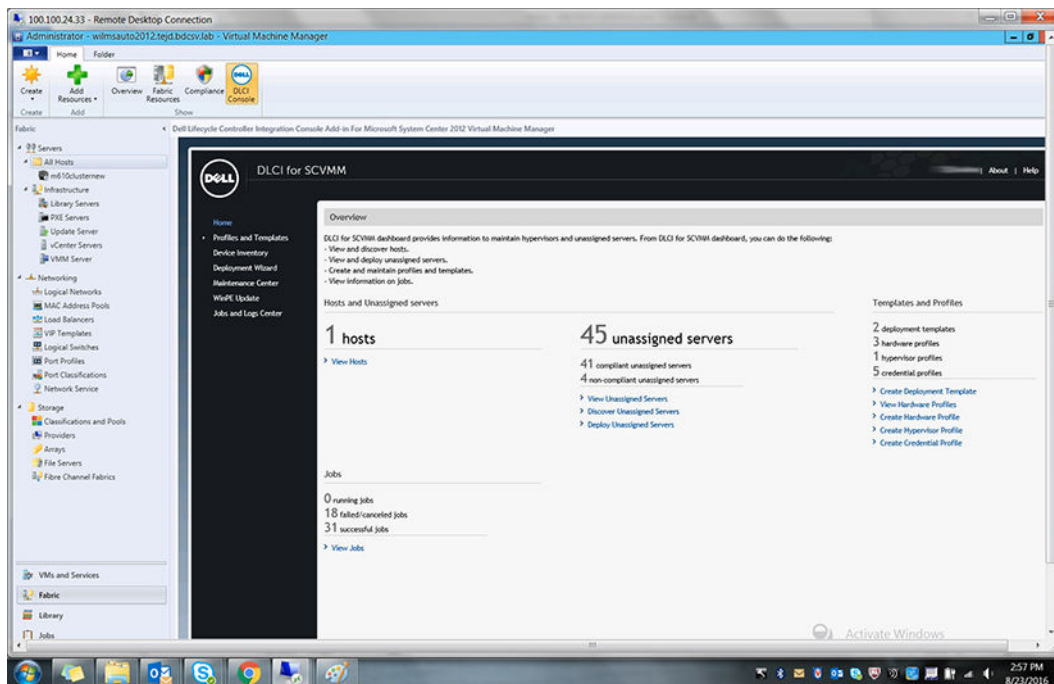 100.100.24.33 - Remote Desktop Connection
Administrator - wilmsauto2012.tejd.bdcsv.lab - Virtual Machine Manager
Home Folder
Create
Add Resources
Overview
Fabric Resources
Compliance
DELL
DLCI Console
Create Add Show
Fabric
Dell Lifecycle Controller Integration Console Add-in For Microsoft System Center 2012 Virtual Machine Manager
Servers
All Hosts
m610clusternew
Infrastructure
Library Servers
PXE Servers
Update Server
vCenter Servers
VMM Server
Networking
Logical Networks
MAC Address Pools
Load Balancers
VIP Templates
Logical Switches
Port Profiles
Port Classifications
Network Service
Storage
Classifications and Pools
Providers
Arrays
File Servers
Fibre Channel Fabrics
VMs and Services
Fabric
Library
Jobs
DELL
DLCI for SCVMM
About | Help
Home
Profiles and Templates
Device Inventory
Deployment Wizard
Maintenance Center
WinPE Update
Jobs and Logs Center
Overview
DLCI for SCVMM dashboard provides information to maintain hypervisors and unassigned servers. From DLCI for SCVMM dashboard, you can do the following:
- View and discover hosts.
- View and deploy unassigned servers.
- Create and maintain profiles and templates.
- View information on jobs.
Hosts and Unassigned servers
1 hosts
View Hosts
45 unassigned servers
41 compliant unassigned servers
4 non-compliant unassigned servers
View Unassigned Servers
Discover Unassigned Servers
Deploy Unassigned Servers
Templates and Profiles
2 deployment templates
3 hardware profiles
1 hypervisor profiles
5 credential profiles
Create Deployment Template
View Hardware Profiles
Create Hardware Profile
Create Hypervisor Profile
Create Credential Profile
Jobs
0 running jobs
18 failed/canceled jobs
31 successful jobs
View Jobs
Activate Windows
2:57 PM
8/23/2016